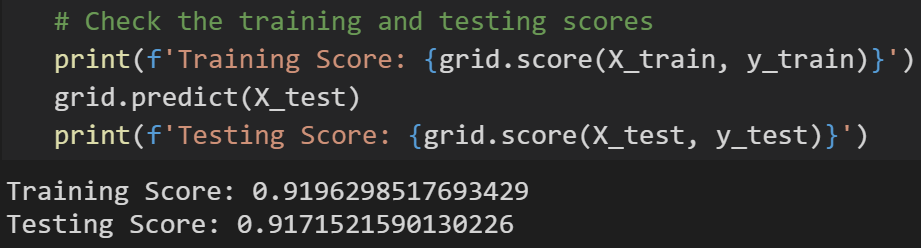 # Check the training and testing scores
print(f'Training Score: {grid.score(X_train, y_train)}')
grid.predict(X_test)
print(f'Testing Score: {grid.score(X_test, y_test)}')
Training Score: 0.9196298517693429
Testing Score: 0.9171521590130226